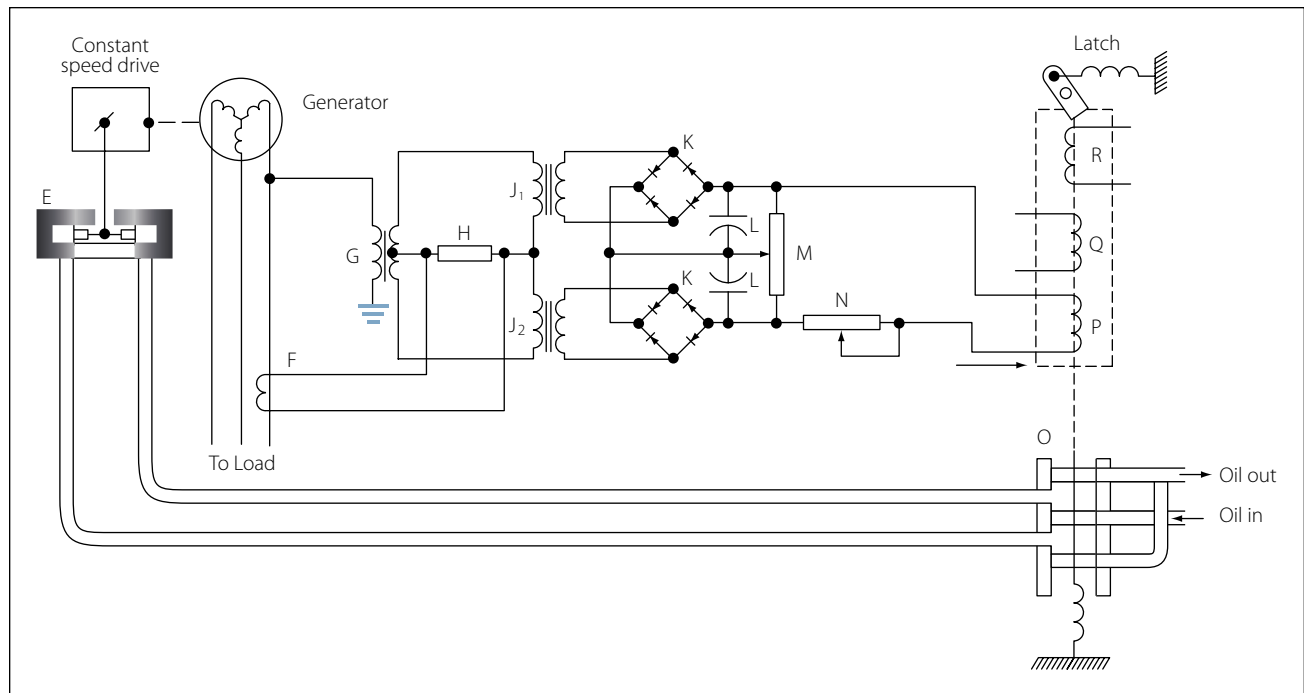 Constant
speed drive
Generator
Latch
E
F
G
H
J1
J2
K
K
L
L
M
N
O
P
Q
R
To Load
Oil out
Oil in